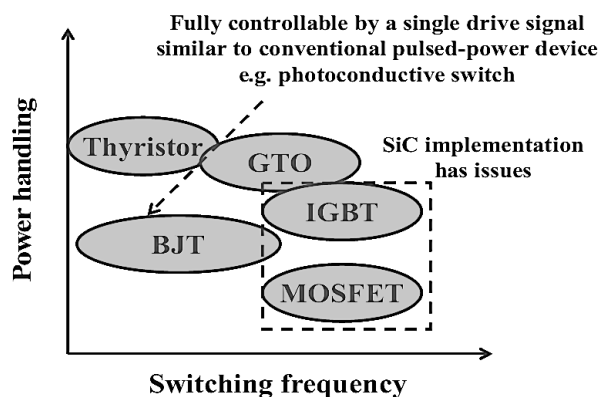 Fully controllable by a single drive signal
similar to conventional pulsed-power device
e.g. photoconductive switch
Power handling
Thyristor
GTO
SiC implementation
has issues
IGBT
BJT
MOSFET
Switching frequency